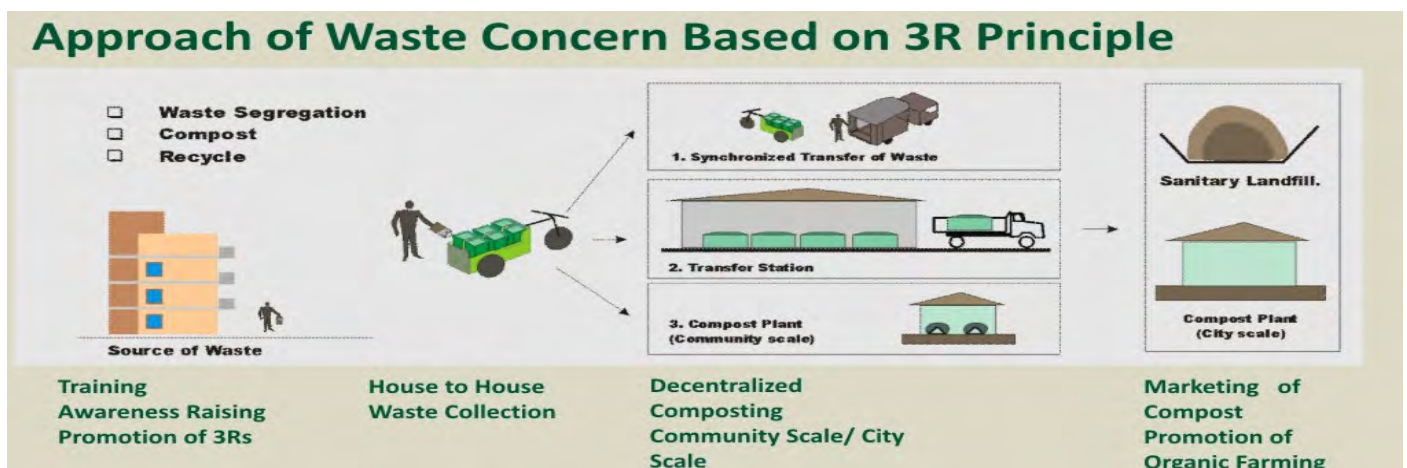 Approach of Waste Concern Based on 3R Principle
Waste Segregation
Compost
Recycle
Source of Waste
1. Synchronized Transfer of Waste
2. Transfer Station
3. Compost Plant
(Community scale)
Sanitary Landfill.
Compost Plant
(City scale)
Training
Awareness Raising
Promotion of 3Rs
House to House
Waste Collection
Decentralized
Composting
Community Scale/ City
Scale
Marketing of
Compost
Promotion of
Organic Farming